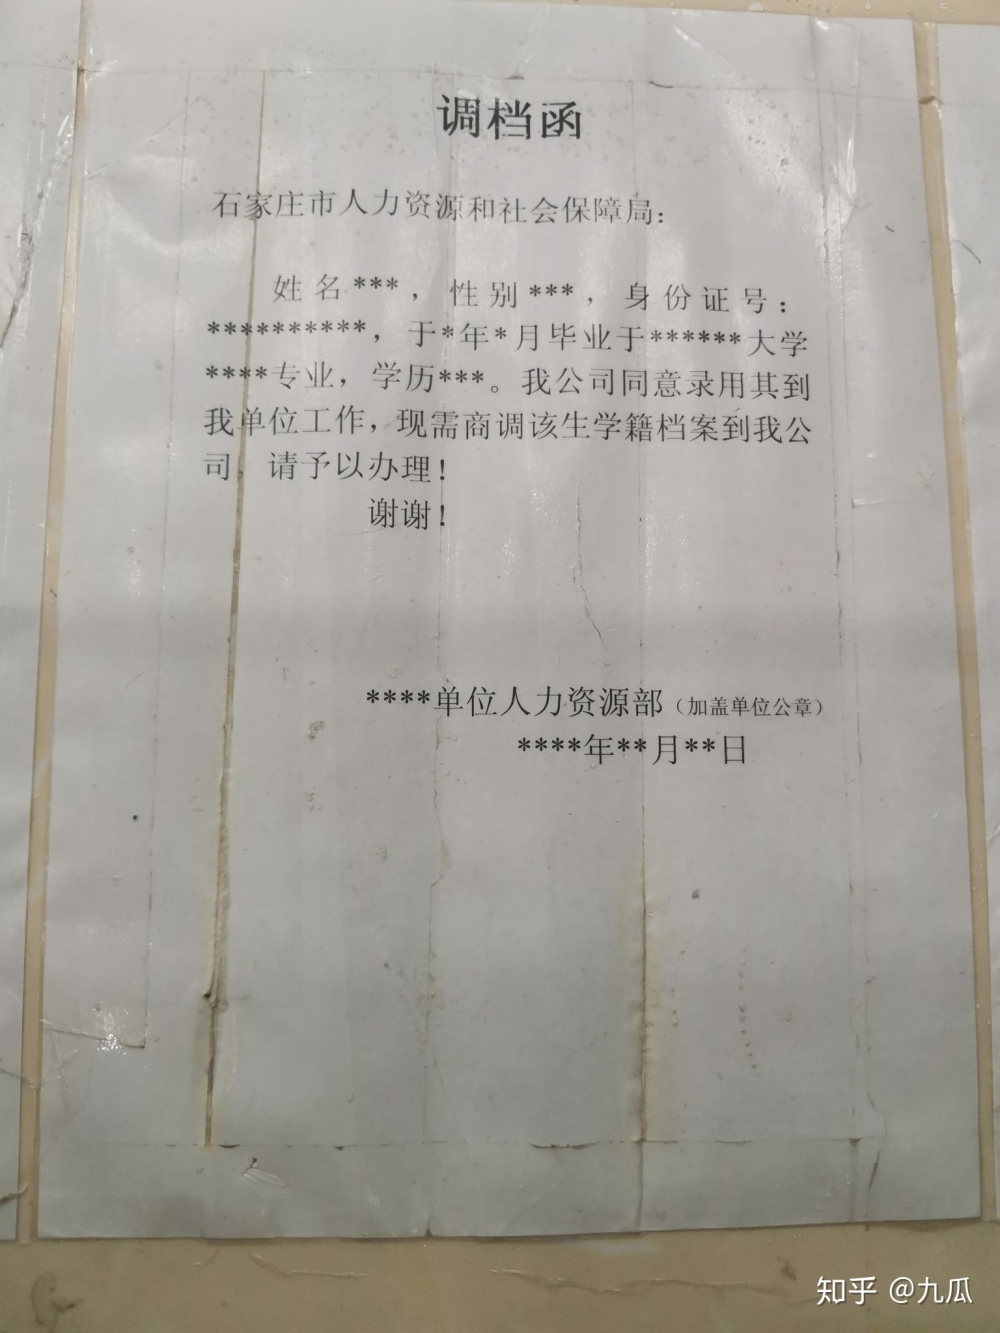 调档函
石家庄市人力资源和社会保障局：
姓名***，性别***，身份证号：
**********，于*年*月毕业于******大学
****专业，学历***。我公司同意录用其到
我单位工作，现需商调该生学籍档案到我公
司，请予以办理！
谢谢！
****单位人力资源部（加盖单位公章）
****年**月**日
知乎 @九瓜